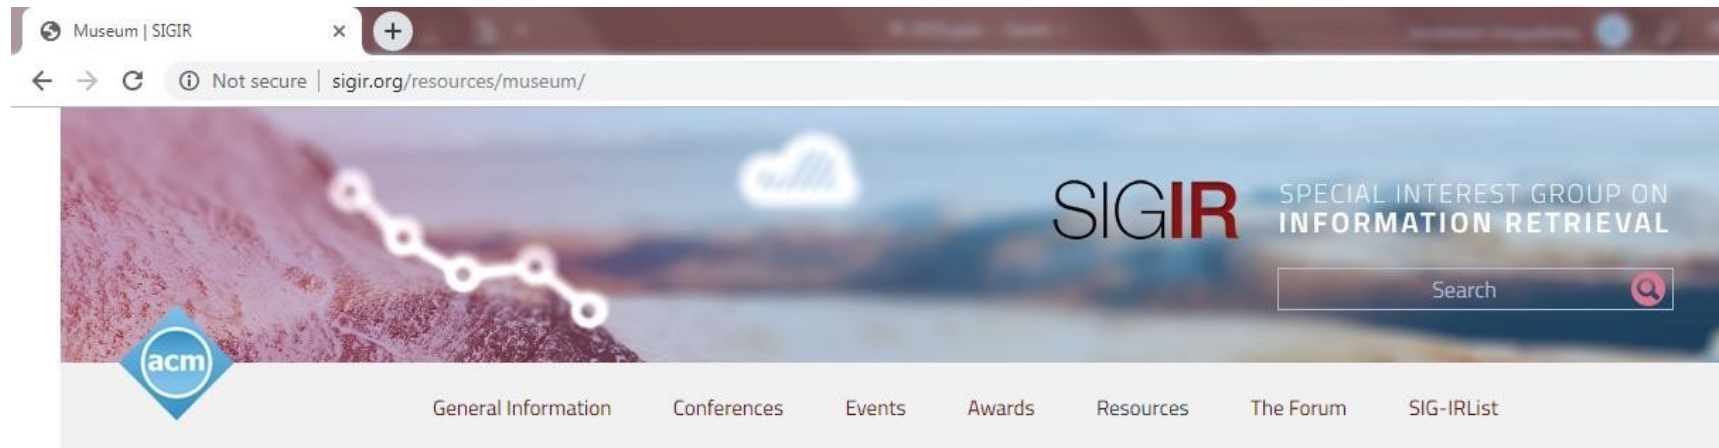 Museum | SIGIR
Not secure | sigir.org/resources/museum/
SIGIR
SPECIAL INTEREST GROUP ON
INFORMATION RETRIEVAL
Search
acm
General Information Conferences Events Awards Resources The Forum SIG-IRList